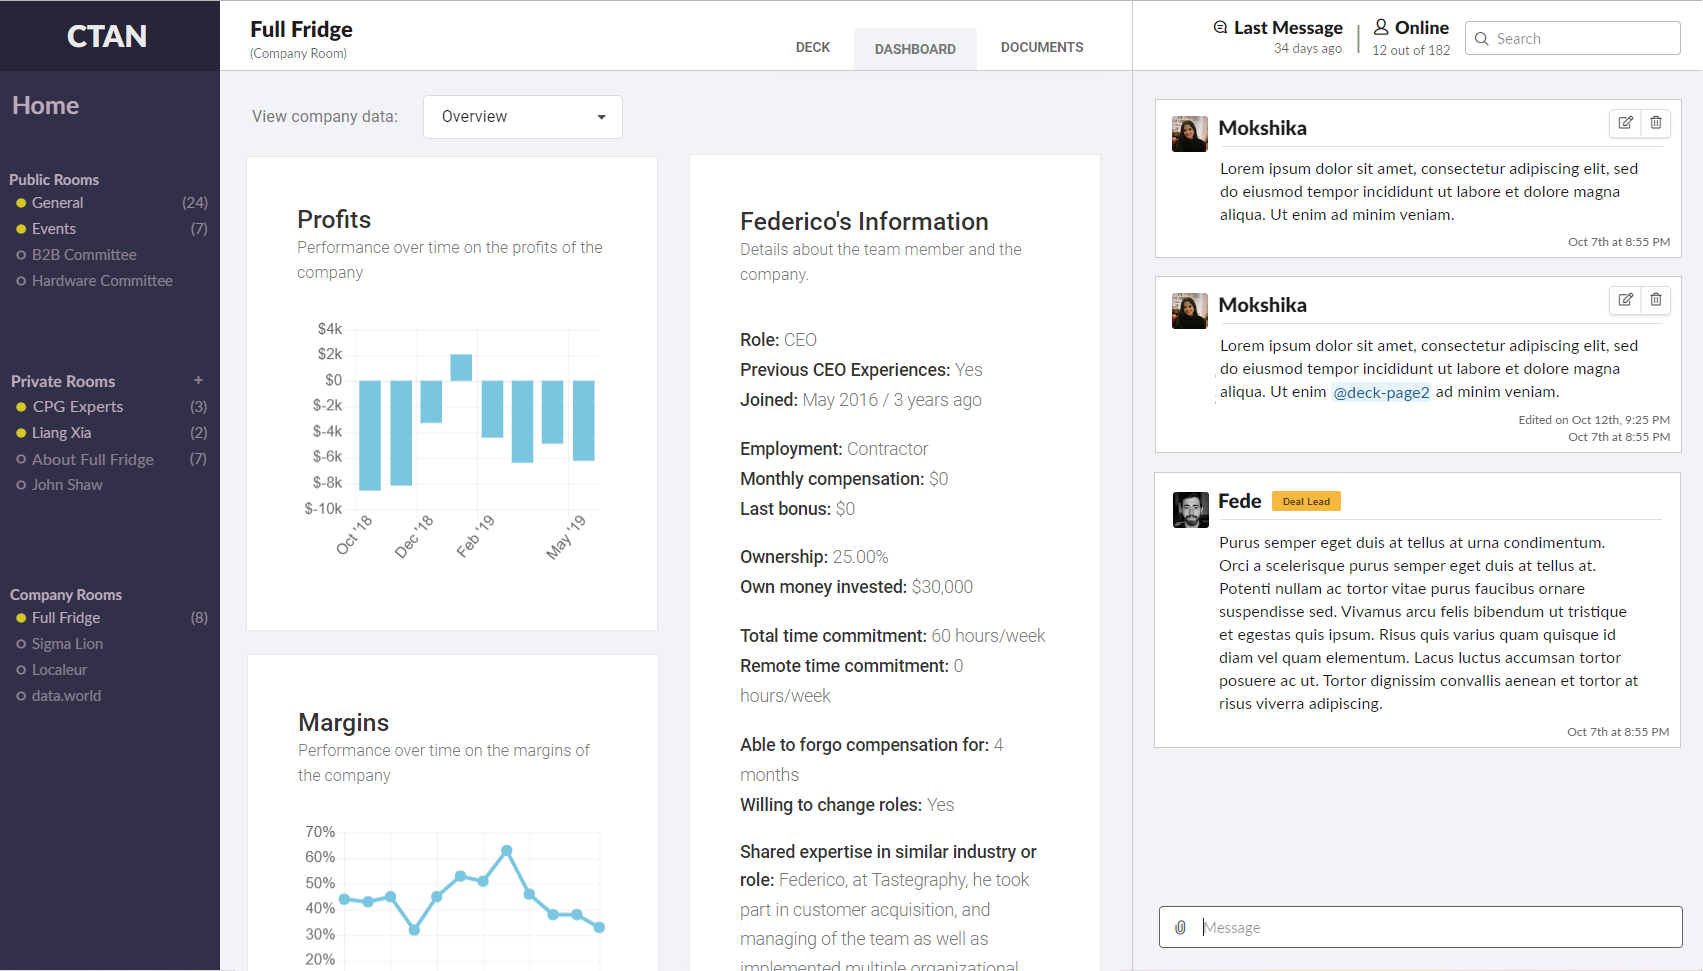 CTAN
Home
Public Rooms
General (24)
Events (7)
B2B Committee
Hardware Committee
Private Rooms +
CPG Experts (3)
Liang Xia (2)
About Full Fridge (7)
John Shaw
Company Rooms
Full Fridge (8)
Sigma Lion
Localeur
data.world
Full Fridge
(Company Room)
DECK DASHBOARD DOCUMENTS
View company data: Overview
Profits
Performance over time on the profits of the
company
$4k
$2k
$0
$-2k
$-4k
$-6k
$-8k
$-10k
Oct '18 Dec '18 Feb '19 May '19
Margins
Performance over time on the margins of
the company
70%
60%
50%
40%
30%
20%
Federico's Information
Details about the team member and the
company.
Role: CEO
Previous CEO Experiences: Yes
Joined: May 2016 / 3 years ago
Employment: Contractor
Monthly compensation: $0
Last bonus: $0
Ownership: 25.00%
Own money invested: $30,000
Total time commitment: 60 hours/week
Remote time commitment: 0
hours/week
Able to forgo compensation for: 4
months
Willing to change roles: Yes
Shared expertise in similar industry or
role: Federico, at Tastegraphy, he took
part in customer acquisition, and
managing of the team as well as
implemented multiple organizational
Last Message
34 days ago
Online
12 out of 182
Search
Mokshika
Lorem ipsum dolor sit amet, consectetur adipiscing elit, sed
do eiusmod tempor incididunt ut labore et dolore magna
aliqua. Ut enim ad minim veniam.
Oct 7th at 8:55 PM
Mokshika
Lorem ipsum dolor sit amet, consectetur adipiscing elit, sed
do eiusmod tempor incididunt ut labore et dolore magna
aliqua. Ut enim @deck-page2 ad minim veniam.
Edited on Oct 12th, 9:25 PM
Oct 7th at 8:55 PM
Fede Deal Lead
Purus semper eget duis at tellus at urna condimentum.
Orci a scelerisque purus semper eget duis at tellus at.
Potenti nullam ac tortor vitae purus faucibus ornare
suspendisse sed. Vivamus arcu felis bibendum ut tristique
et egestas quis ipsum. Risus quis varius quam quisque id
diam vel quam elementum. Lacus luctus accumsan tortor
posuere ac ut. Tortor dignissim convallis aenean et tortor at
risus viverra adipiscing.
Oct 7th at 8:55 PM
Message